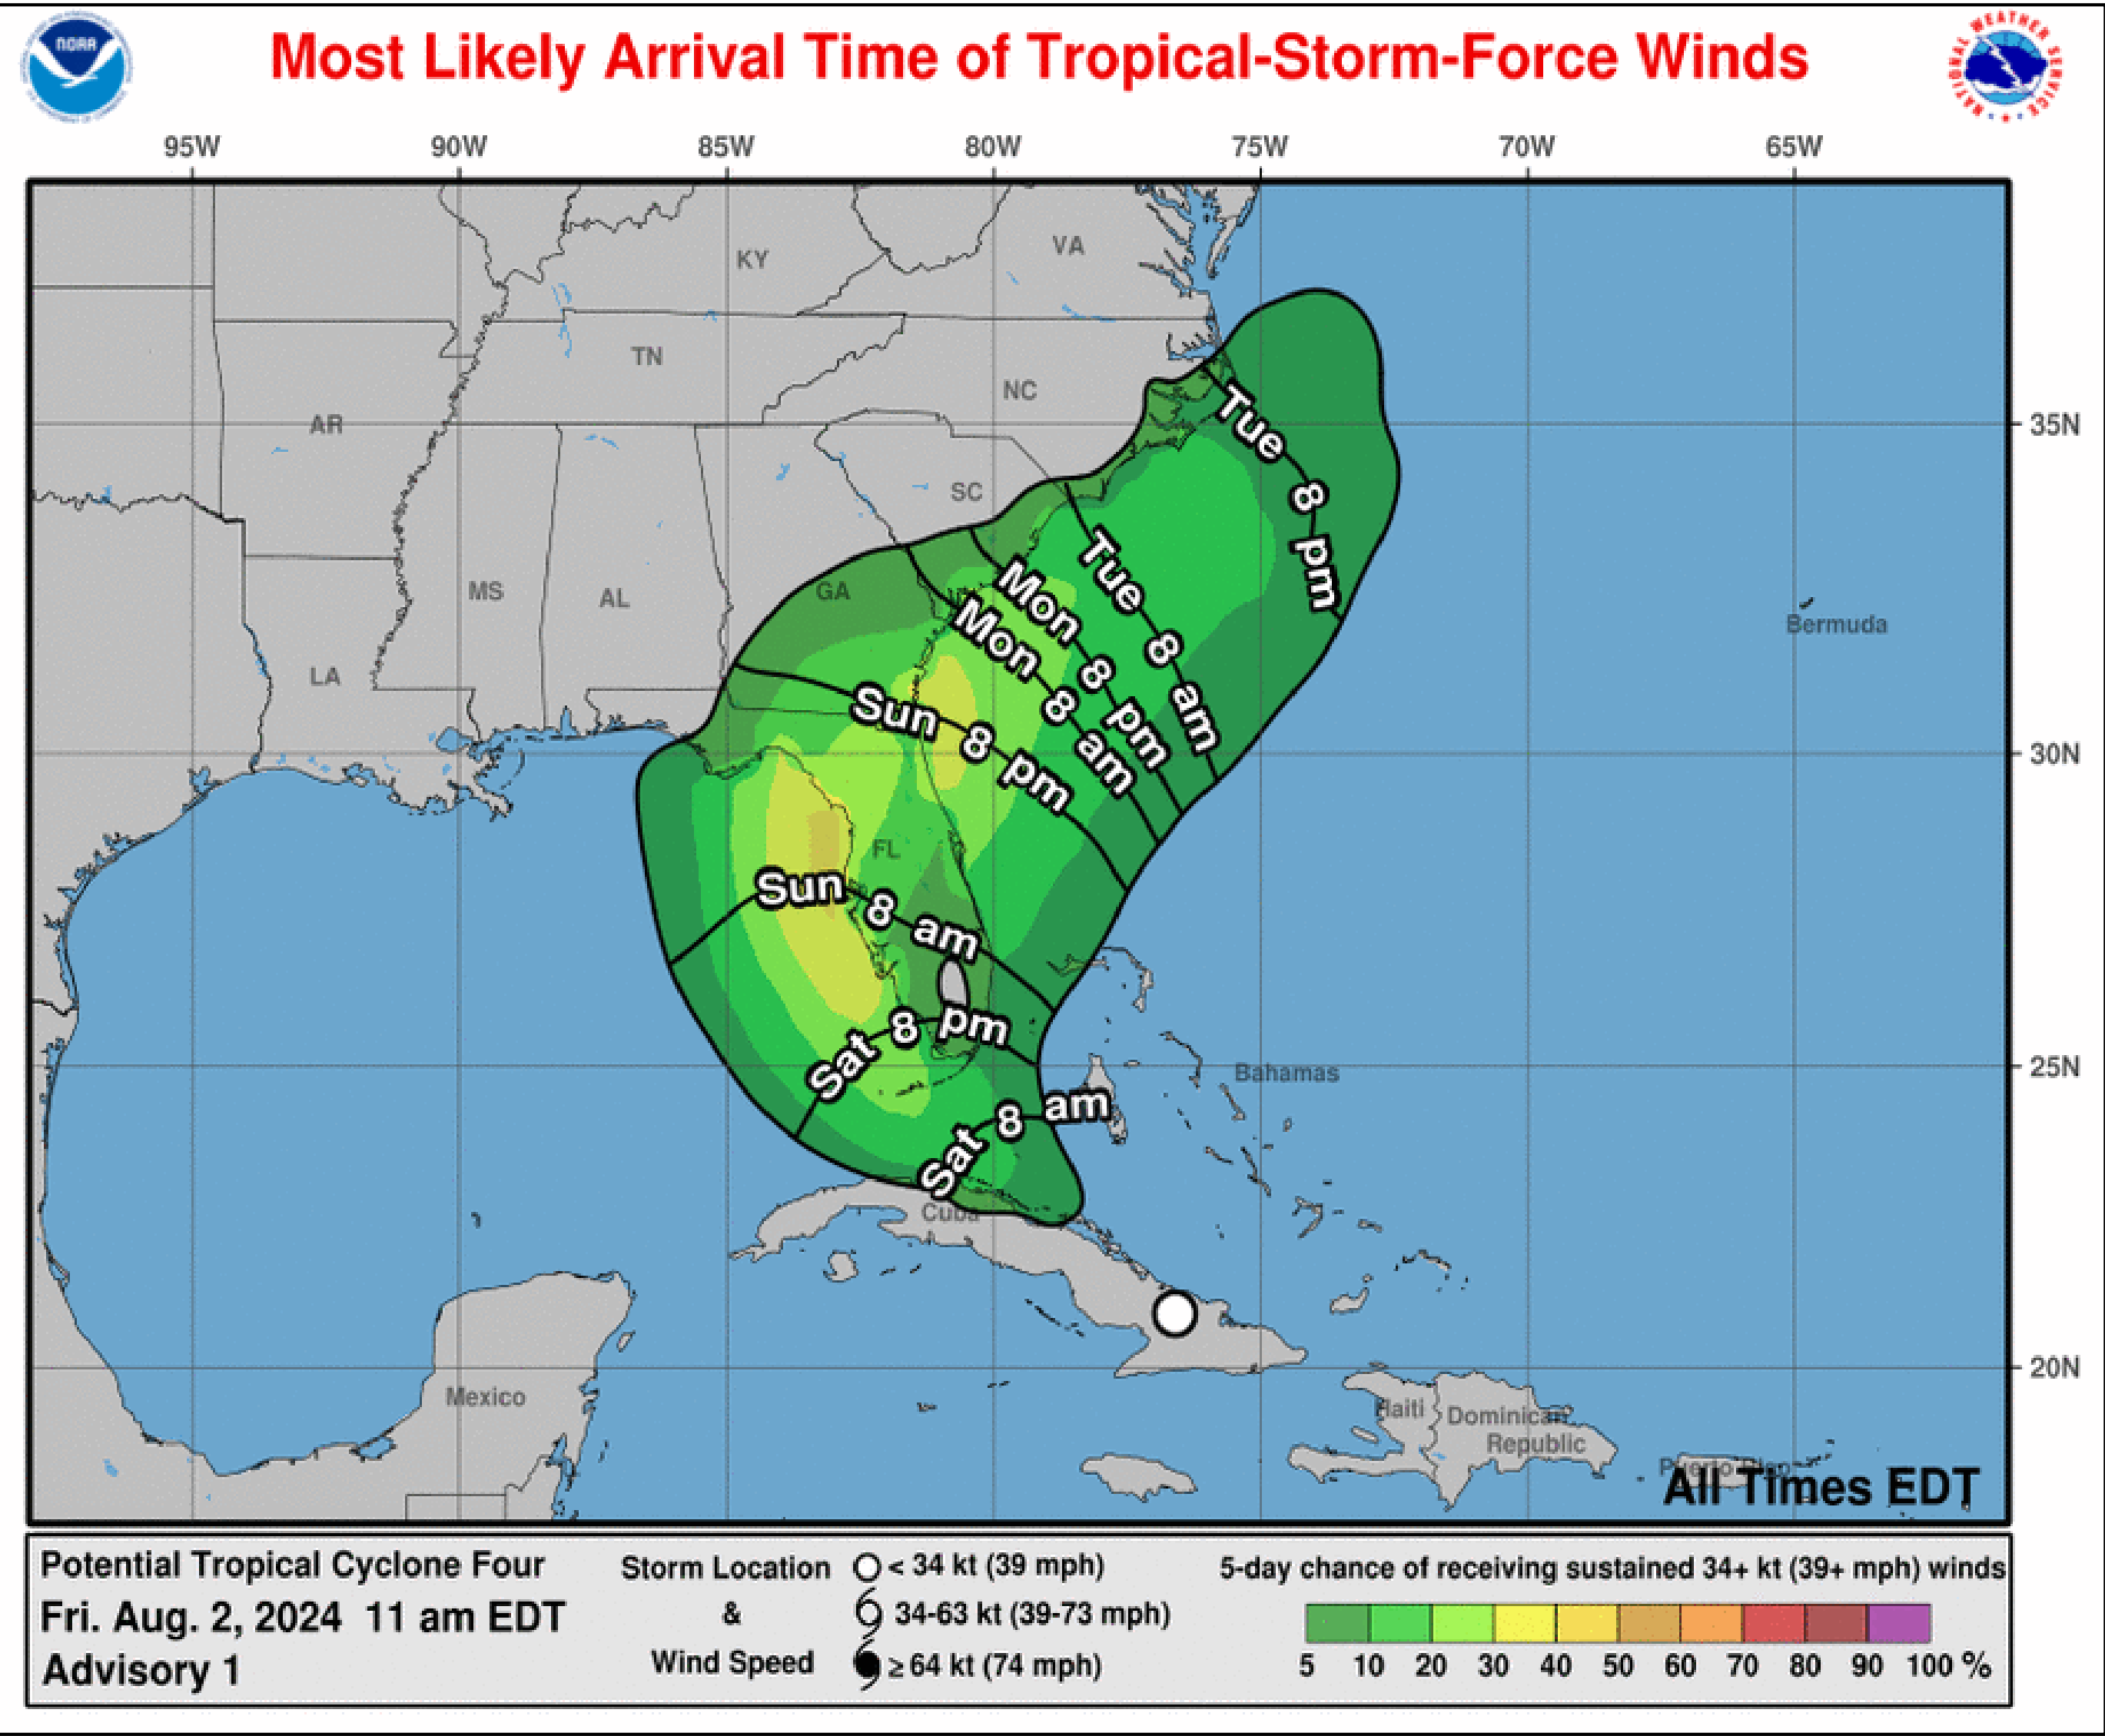 NOAA
Most Likely Arrival Time of Tropical-Storm-Force Winds
NATIONAL WEATHER SERVICE
95W 90W 85W 80W 75W 70W 65W
KY
VA
TN
NC
AR
35N
SC
MS
AL
GA
LA
Bermuda
30N
FL
25N
Bahamas
Cuba
20N
Mexico
Haiti
Dominican
Republic
Puerto Rico
Tue 8 pm
Tue 8 am
Mon 8 pm
Mon 8 am
Sun 8 pm
Sun 8 am
Sat 8 pm
Sat 8 am
All Times EDT
Potential Tropical Cyclone Four
Fri. Aug. 2, 2024 11 am EDT
Advisory 1
Storm Location
&
Wind Speed
< 34 kt (39 mph)
34-63 kt (39-73 mph)
≥ 64 kt (74 mph)
5-day chance of receiving sustained 34+ kt (39+ mph) winds
5 10 20 30 40 50 60 70 80 90 100 %